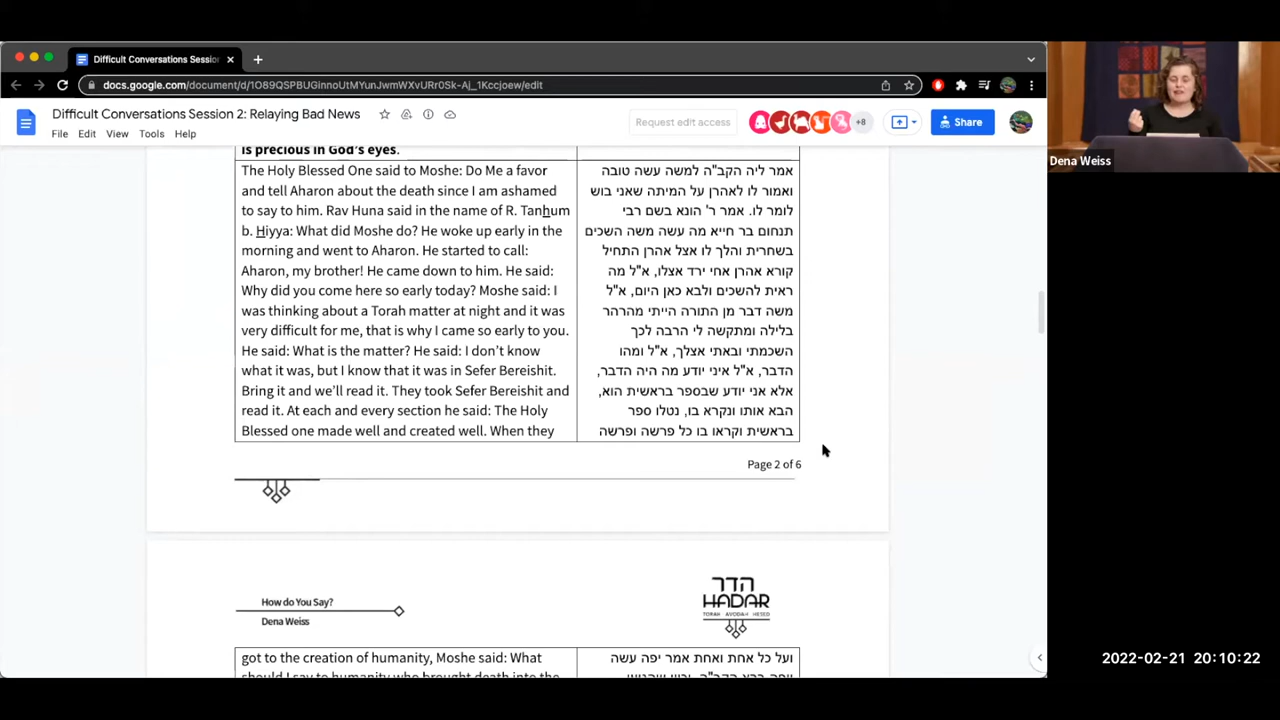 Difficult Conversations Session
docs.google.com/document/d/1O89QSPBUGinnoUtMYunJwmWXvURr0Sk-Aj_1Kccjoew/edit
Difficult Conversations Session 2: Relaying Bad News
File Edit View Tools Help
Request edit access
+8
Share
Dena Weiss
is precious in God's eyes.
The Holy Blessed One said to Moshe: Do Me a favor
and tell Aharon about the death since I am ashamed
to say to him. Rav Huna said in the name of R. Tanhum
b. Hiyya: What did Moshe do? He woke up early in the
morning and went to Aharon. He started to call:
Aharon, my brother! He came down to him. He said:
Why did you come here so early today? Moshe said: I
was thinking about a Torah matter at night and it was
very difficult for me, that is why I came so early to you.
He said: What is the matter? He said: I don't know
what it was, but I know that it was in Sefer Bereishit.
Bring it and we'll read it. They took Sefer Bereishit and
read it. At each and every section he said: The Holy
Blessed one made well and created well. When they
אמר ליה הקב"ה למשה עשה טובה
ואמור לו לאהרן על המיתה שאני בוש
לומר לו. אמר ר' הונא בשם רבי
תנחום בר חייא מה עשה משה השכים
בשחרית והלך לו אצל אהרן התחיל
קורא אהרן אחי ירד אצלו, א"ל מה
ראית להשכים ולבא כאן היום, א"ל
משה דבר מן התורה הייתי מהרהר
בלילה ומתקשה לי הרבה לכך
השכמתי ובאתי אצלך, א"ל ומהו
הדבר, א"ל איני יודע מה היה הדבר,
אלא אני יודע שבספר בראשית הוא,
הבא אותו ונקרא בו, נטלו ספר
בראשית וקראו בו כל פרשה ופרשה
Page 2 of 6
How do You Say?
Dena Weiss
הדר
HADAR
TORAH AVODAH HESED
got to the creation of humanity, Moshe said: What
should I say to humanity who brought death into the
ועל כל אחת ואחת אמר יפה עשה
2022-02-21 20:10:22